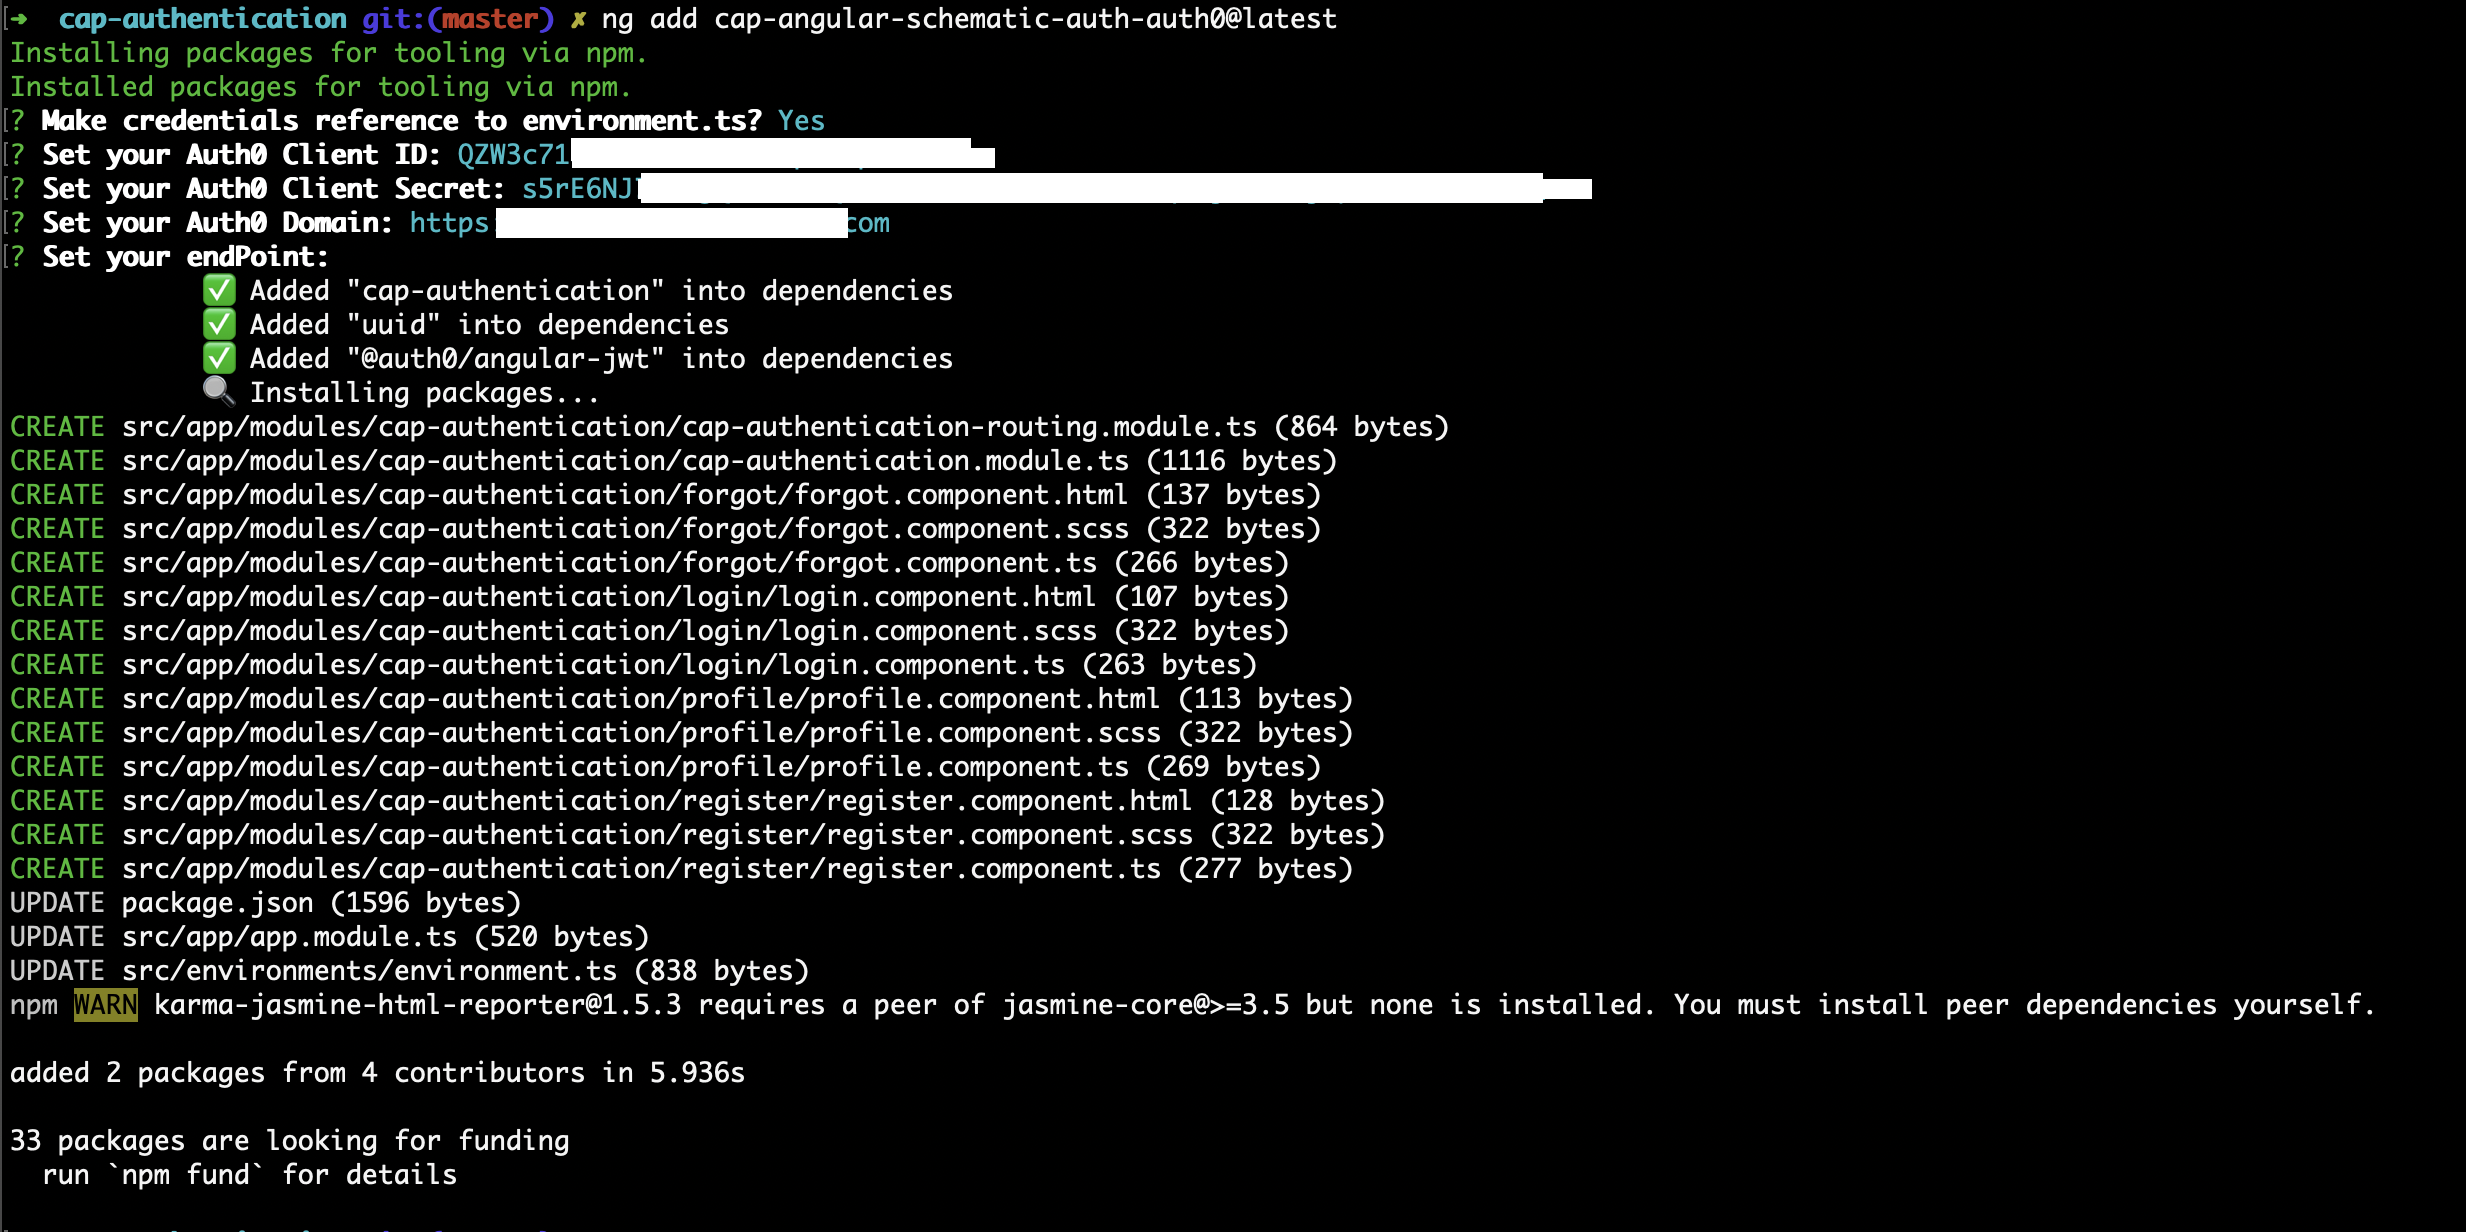 ➜ cap-authentication git:(master) ✗ ng add cap-angular-schematic-auth-auth0@latest
Installing packages for tooling via npm.
Installed packages for tooling via npm.
? Make credentials reference to environment.ts? Yes
? Set your Auth0 Client ID: QZW3c71
? Set your Auth0 Client Secret: s5rE6NJ
? Set your Auth0 Domain: https com
? Set your endPoint:
✅ Added "cap-authentication" into dependencies
✅ Added "uuid" into dependencies
✅ Added "@auth0/angular-jwt" into dependencies
🔍 Installing packages...
CREATE src/app/modules/cap-authentication/cap-authentication-routing.module.ts (864 bytes)
CREATE src/app/modules/cap-authentication/cap-authentication.module.ts (1116 bytes)
CREATE src/app/modules/cap-authentication/forgot/forgot.component.html (137 bytes)
CREATE src/app/modules/cap-authentication/forgot/forgot.component.scss (322 bytes)
CREATE src/app/modules/cap-authentication/forgot/forgot.component.ts (266 bytes)
CREATE src/app/modules/cap-authentication/login/login.component.html (107 bytes)
CREATE src/app/modules/cap-authentication/login/login.component.scss (322 bytes)
CREATE src/app/modules/cap-authentication/login/login.component.ts (263 bytes)
CREATE src/app/modules/cap-authentication/profile/profile.component.html (113 bytes)
CREATE src/app/modules/cap-authentication/profile/profile.component.scss (322 bytes)
CREATE src/app/modules/cap-authentication/profile/profile.component.ts (269 bytes)
CREATE src/app/modules/cap-authentication/register/register.component.html (128 bytes)
CREATE src/app/modules/cap-authentication/register/register.component.scss (322 bytes)
CREATE src/app/modules/cap-authentication/register/register.component.ts (277 bytes)
UPDATE package.json (1596 bytes)
UPDATE src/app/app.module.ts (520 bytes)
UPDATE src/environments/environment.ts (838 bytes)
npm WARN karma-jasmine-html-reporter@1.5.3 requires a peer of jasmine-core@>=3.5 but none is installed. You must install peer dependencies yourself.
added 2 packages from 4 contributors in 5.936s
33 packages are looking for funding
run `npm fund` for details